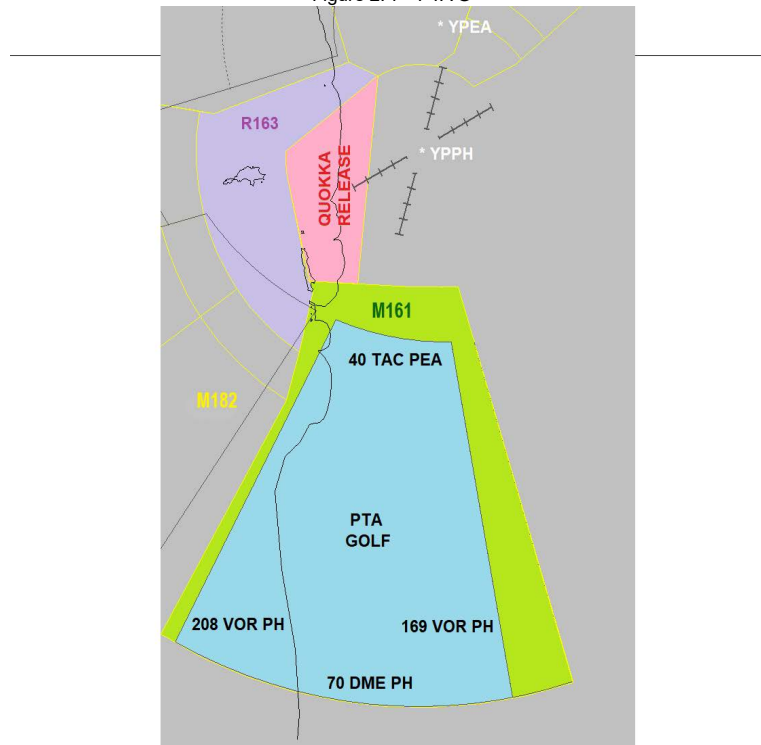 * YPEA
R163
* YPPH
QUOKKA
RELEASE
M161
40 TAC PEA
M182
PTA
GOLF
208 VOR PH
169 VOR PH
70 DME PH